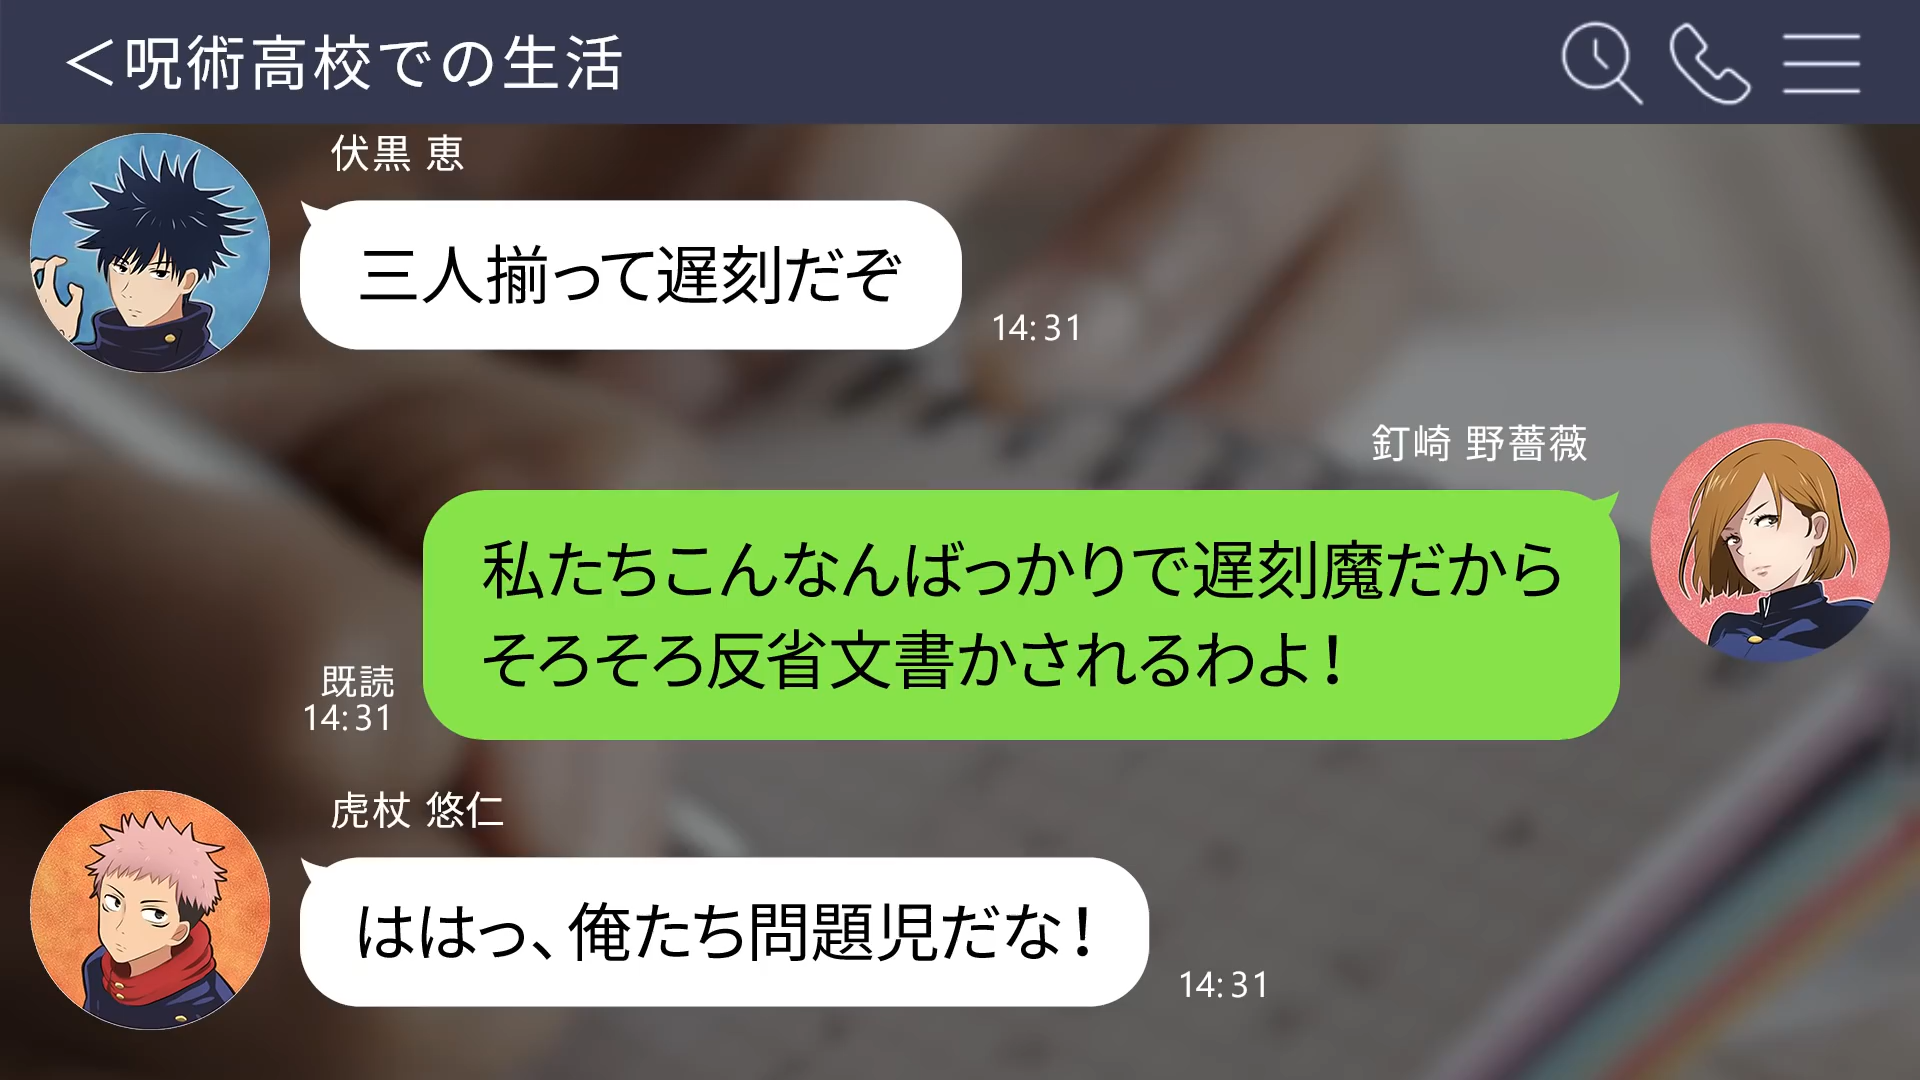 ＜呪術高校での生活
伏黒 恵
三人揃って遅刻だぞ
14:31
釘崎 野薔薇
私たちこんなんばっかりで遅刻魔だから
そろそろ反省文書かされるわよ！
既読
14:31
虎杖 悠仁
ははっ、俺たち問題児だな！
14:31